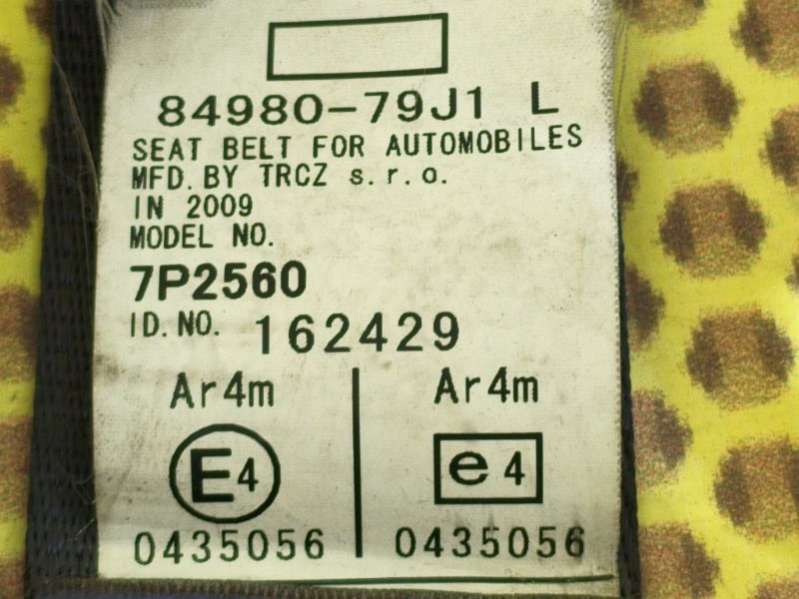 84980-79J1 L
SEAT BELT FOR AUTOMOBILES
MFD. BY TRCZ s.r.o.
IN 2009
MODEL NO.
7P2560
ID.NO. 162429
Ar4m Ar4m
E4 e4
0435056 0435056